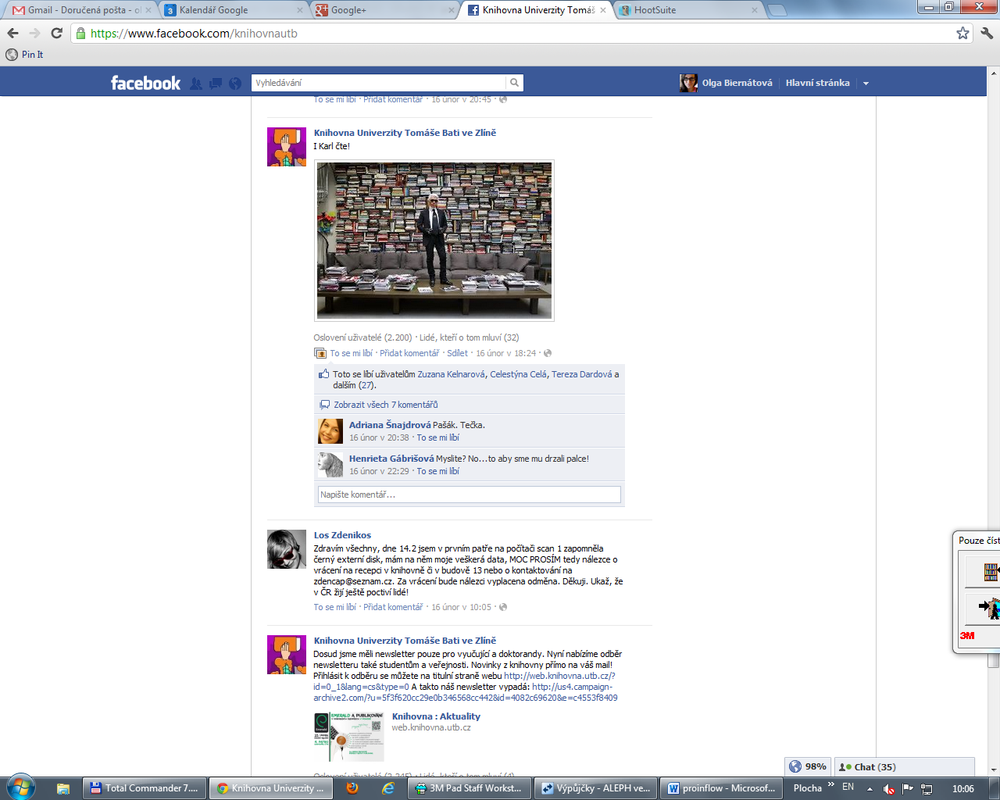 Gmail - Doručená pošta - ol
Kalendář Google
Google+
Knihovna Univerzity Tomáš
HootSuite
https://www.facebook.com/knihovnautb
Pin It
facebook
Vyhledávání
Olga Biernátová
Hlavní stránka
To se mi líbí · Přidat komentář · 16 únor v 20:45 ·
Knihovna Univerzity Tomáše Bati ve Zlíně
I Karl čte!
Oslovení uživatelé (2.200) · Lidé, kteří o tom mluví (32)
To se mi líbí · Přidat komentář · Sdílet · 16 únor v 18:24 ·
Toto se líbí uživatelům Zuzana Kelnarová, Celestýna Celá, Tereza Dardová a
dalším (27).
Zobrazit všech 7 komentářů
Adriana Šnajdrová Pašák. Tečka.
16 únor v 20:38 · To se mi líbí
Henrieta Gábrišová Myslite? No...to aby sme mu drzali palce!
16 únor v 22:29 · To se mi líbí
Napište komentář...
Los Zdenikos
Zdravím všechny, dne 14.2 jsem v prvním patře na počítači scan 1 zapomněla
černý externí disk, mám na něm moje veškerá data, MOC PROSÍM tedy nálezce o
vrácení na recepci v knihovně či v budově 13 nebo o kontaktování na
zdencap@seznam.cz. Za vrácení bude nálezci vyplacena odměna. Děkuji. Ukaž, že
v ČR žijí ještě poctiví lidé!
To se mi líbí · Přidat komentář · 16 únor v 10:05 ·
Pouze číst
3M
Knihovna Univerzity Tomáše Bati ve Zlíně
Dosud jsme měli newsletter pouze pro vyučující a doktorandy. Nyní nabízíme odběr
newsletteru také studentům a veřejnosti. Novinky z knihovny přímo na váš mail!
Přihlásit k odběru se můžete na titulní straně webu http://web.knihovna.utb.cz/?
id=0_1&lang=cs&type=0 A takto náš newsletter vypadá: http://us4.campaign-
archive2.com/?u=5f3f620cc29e0b346568cc442&id=4082c69620&e=c4553f8409
EMERALD A PUBLIKOVÁNÍ
Knihovna : Aktuality
web.knihovna.utb.cz
Oslovení uživatelé (2.245) · Lidé, kteří o tom mluví (4)
98%
Chat (35)
Total Commander 7....
Knihovna Univerzity ...
3M Pad Staff Workst...
Výpůjčky - ALEPH ve...
proinflow - Microsof...
Plocha
EN
10:06